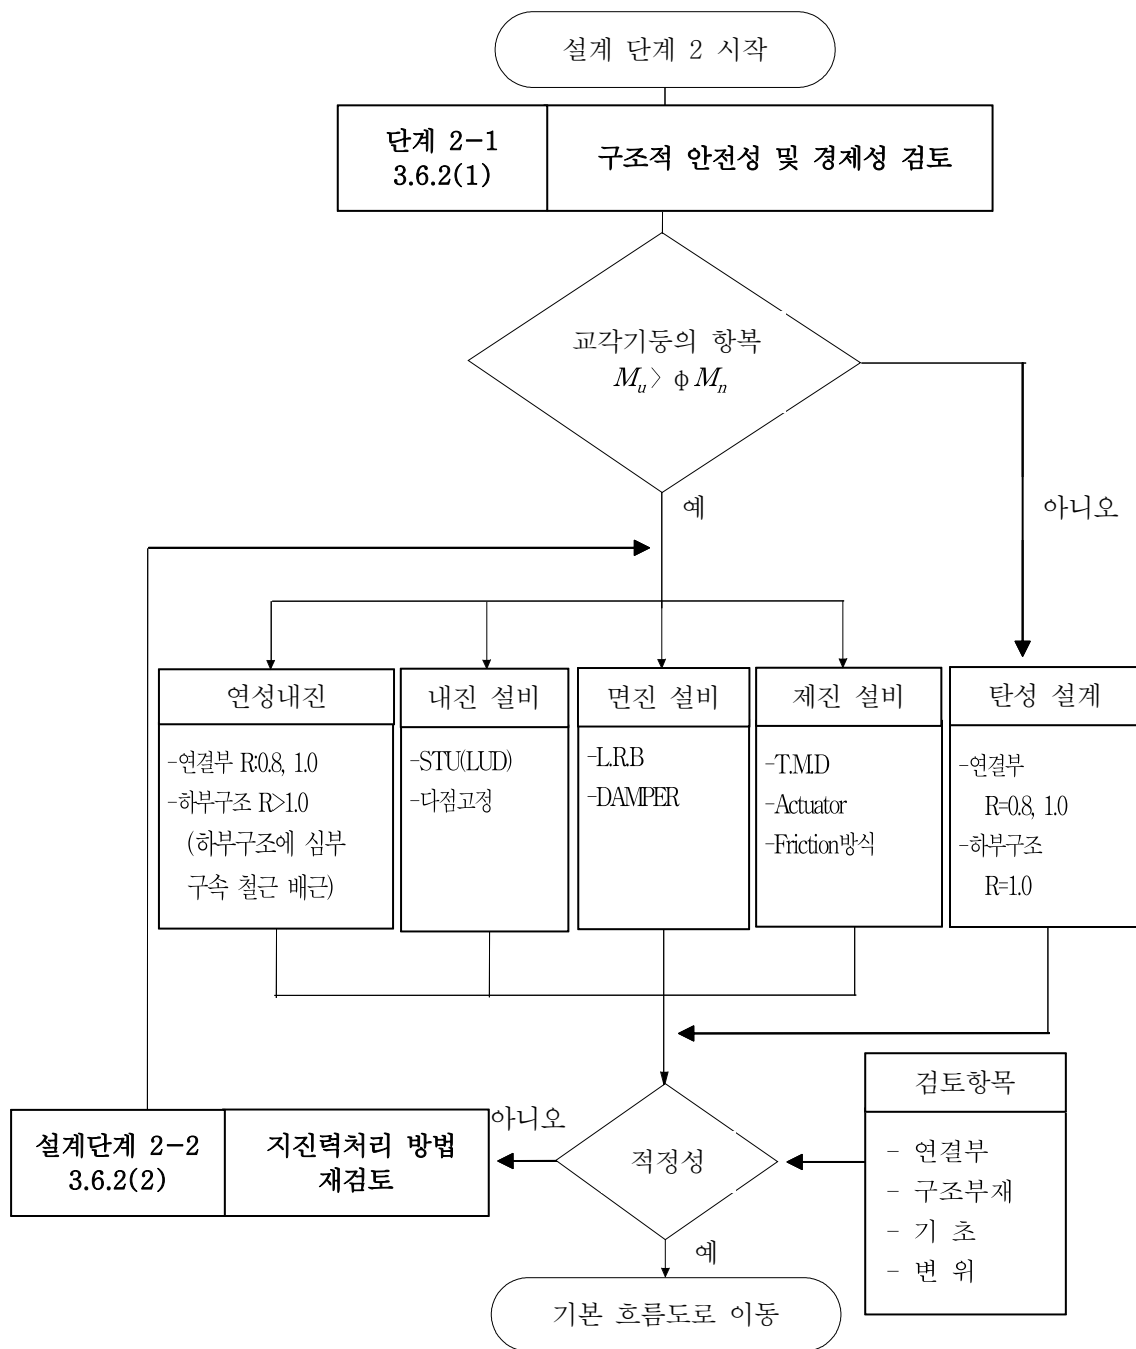 설계 단계 2 시작
단계 2-1
3.6.2(1)
구조적 안전성 및 경제성 검토
교각기둥의 항복
Mu〉 ф Mn
예
아니오
연성내진
-연결부 R:0.8, 1.0
-하부구조 R>1.0
(하부구조에 심부
구속 철근 배근)
내진 설비
-STU(LUD)
-다점고정
면진 설비
-L.R.B
-DAMPER
제진 설비
-T.M.D
-Actuator
-Friction방식
탄성 설계
-연결부
R=0.8, 1.0
-하부구조
R=1.0
검토항목
- 연결부
- 구조부재
- 기 초
- 변 위
적정성
아니오
설계단계 2-2
3.6.2(2)
지진력처리 방법
재검토
예
기본 흐름도로 이동